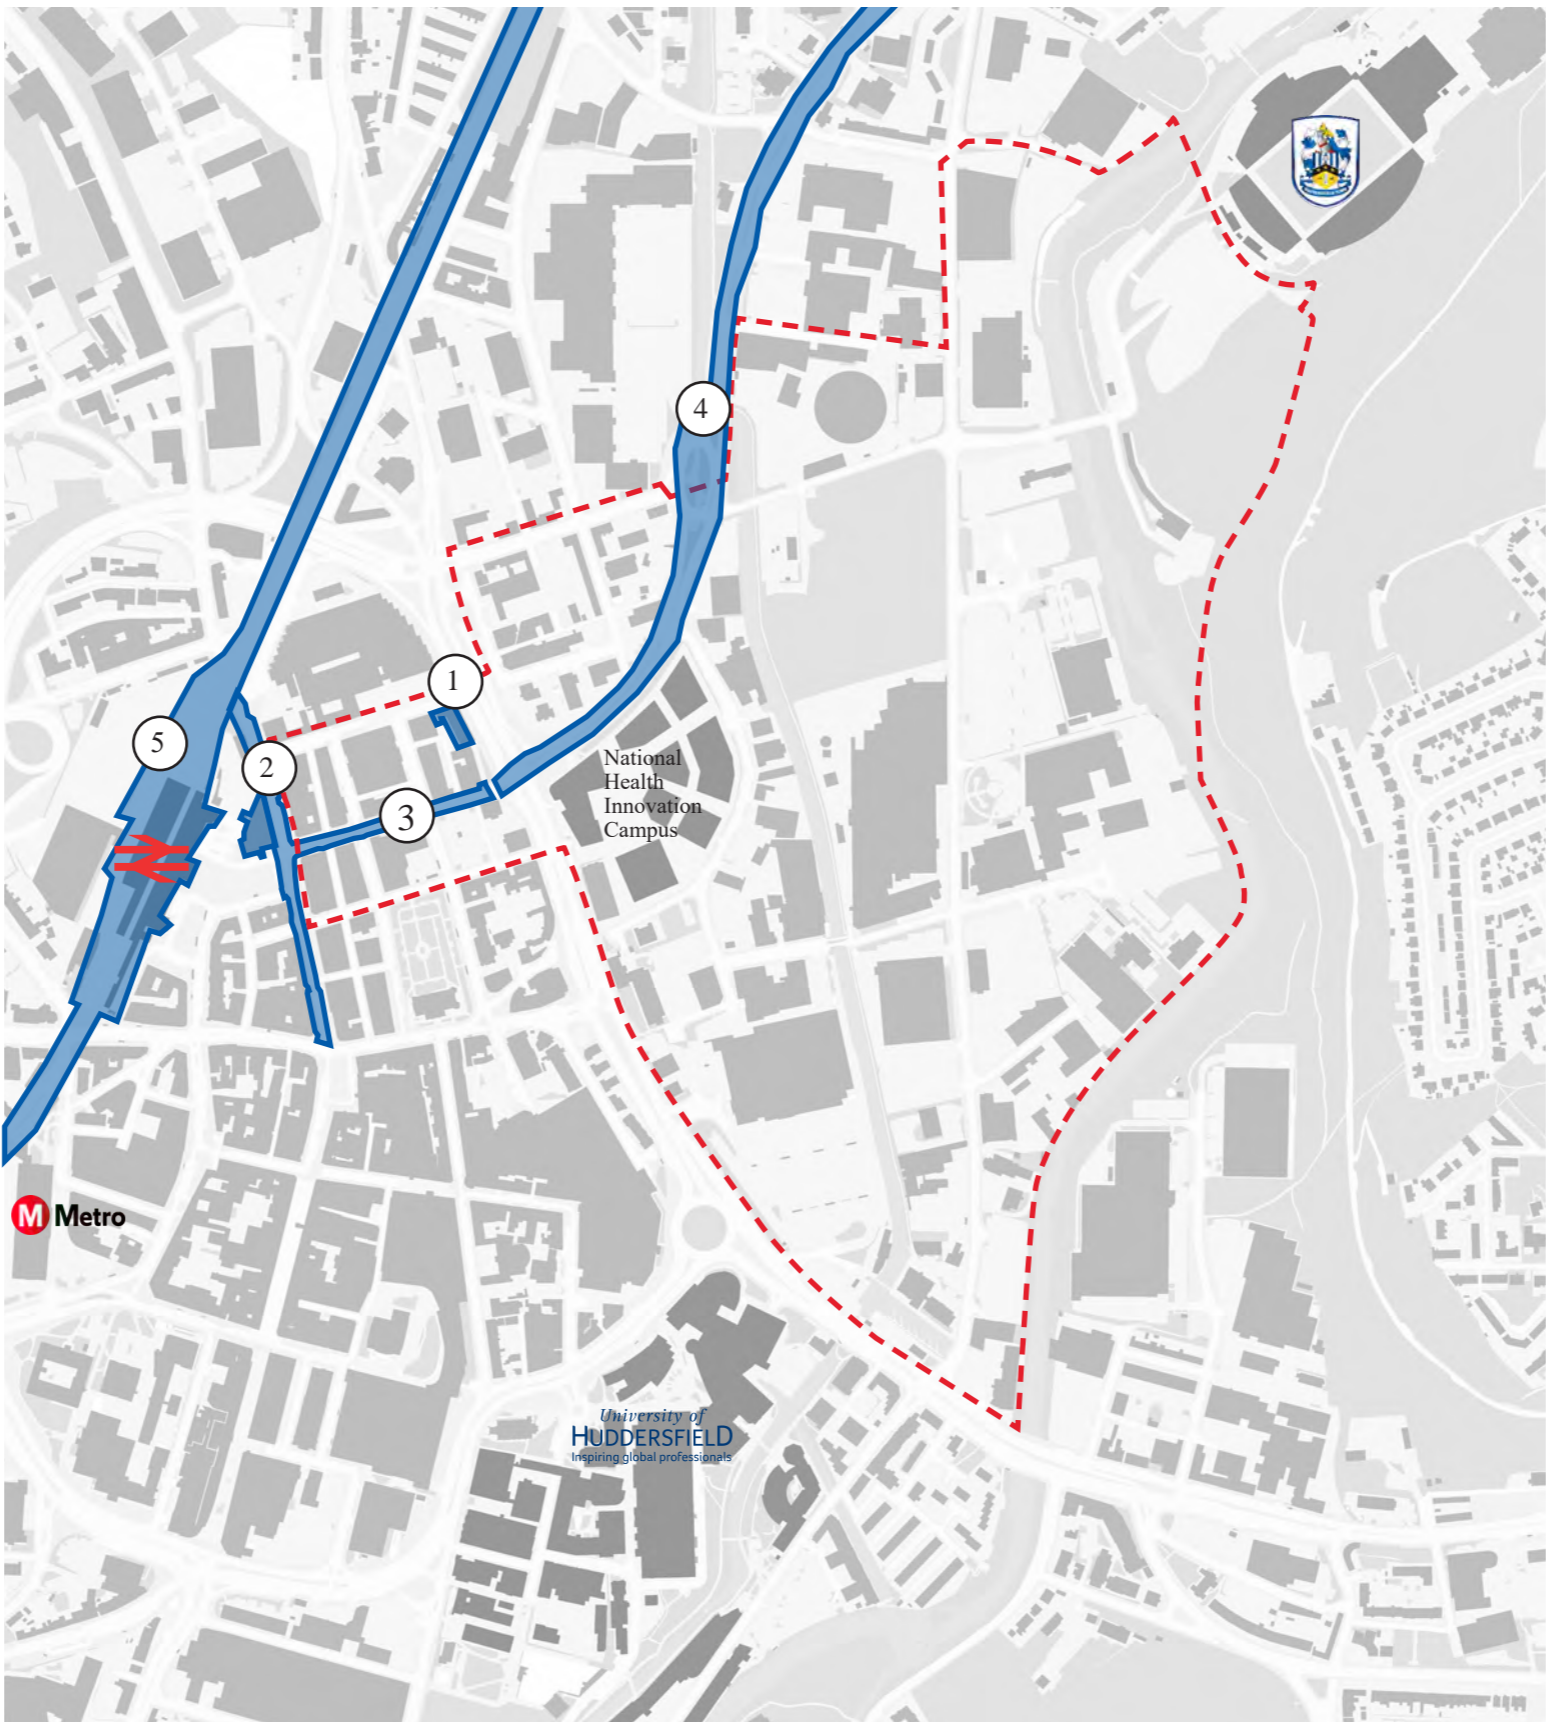 4
1
5
2
National
Health
Innovation
Campus
3
M Metro
University of
HUDDERSFIELD
Inspiring global professionals